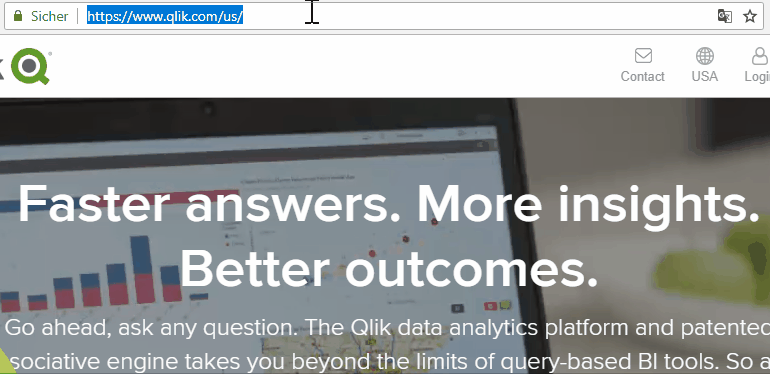 Sicher https://www.qlik.com/us/
Contact USA Login
Faster answers. More insights.
Better outcomes.
Go ahead, ask any question. The Qlik data analytics platform and patented
sociative engine takes you beyond the limits of query-based BI tools. So a